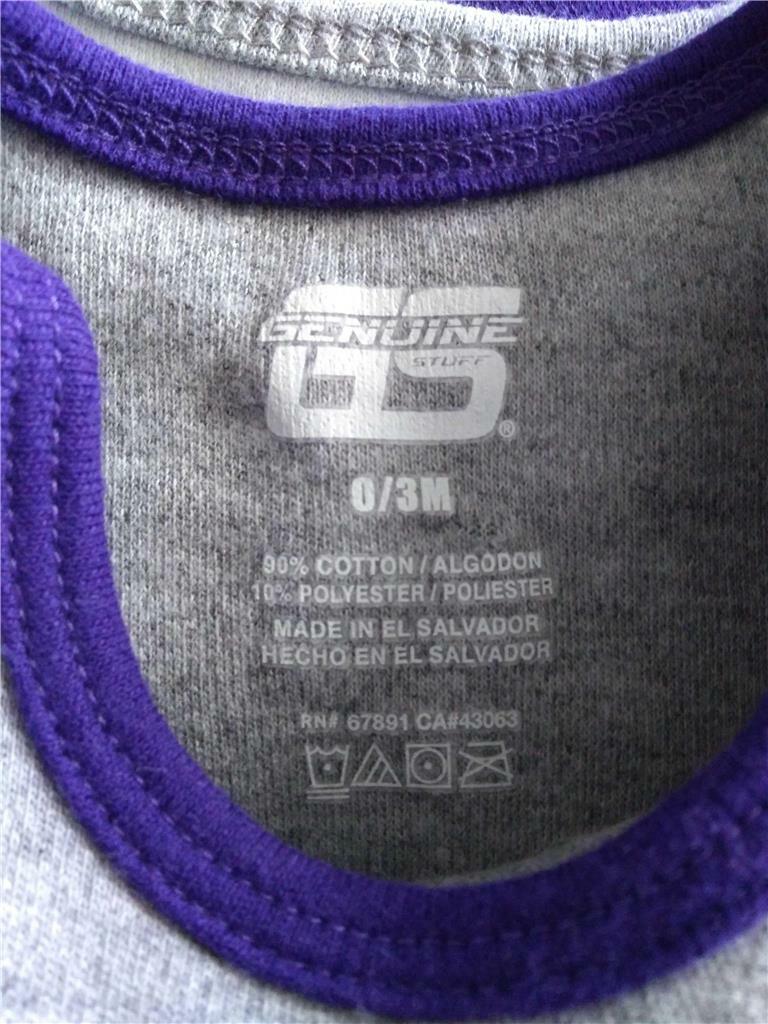 GS
GENUINE
STUFF
®
0/3M
90% COTTON / ALGODON
10% POLYESTER / POLIESTER
MADE IN EL SALVADOR
HECHO EN EL SALVADOR
RN# 67891 CA#43063